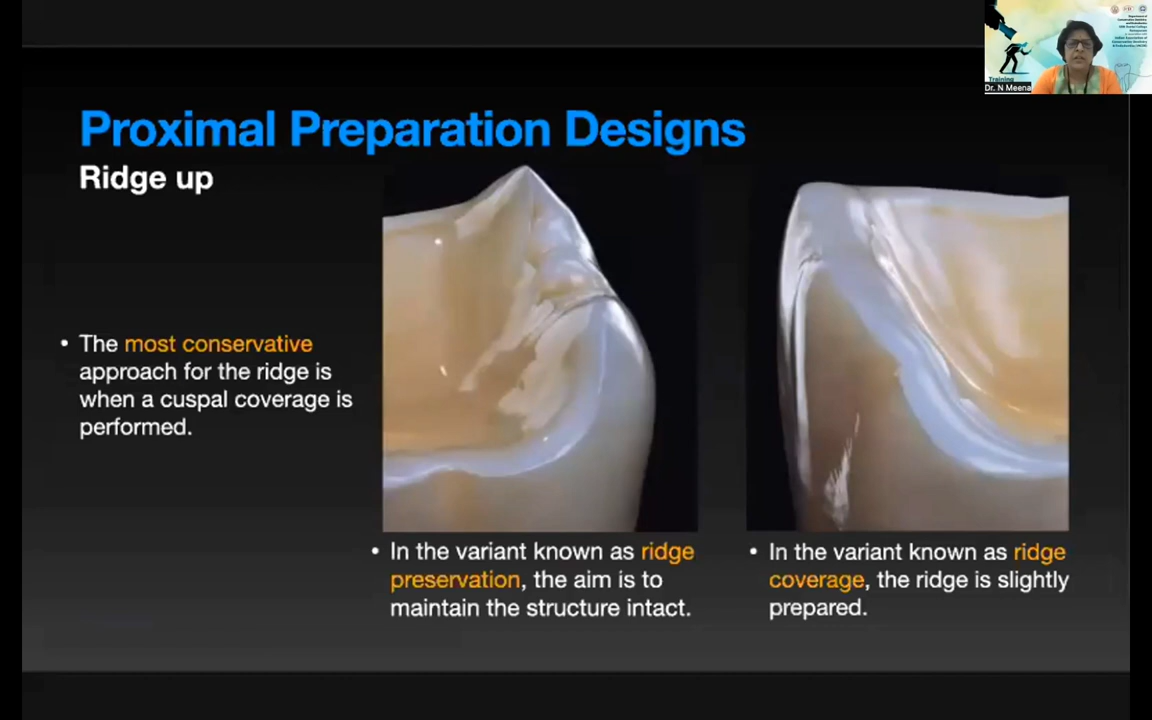 Proximal Preparation Designs
Ridge up
• The most conservative
approach for the ridge is
when a cuspal coverage is
performed.
• In the variant known as ridge
preservation, the aim is to
maintain the structure intact.
• In the variant known as ridge
coverage, the ridge is slightly
prepared.
Training
Dr. N Meena